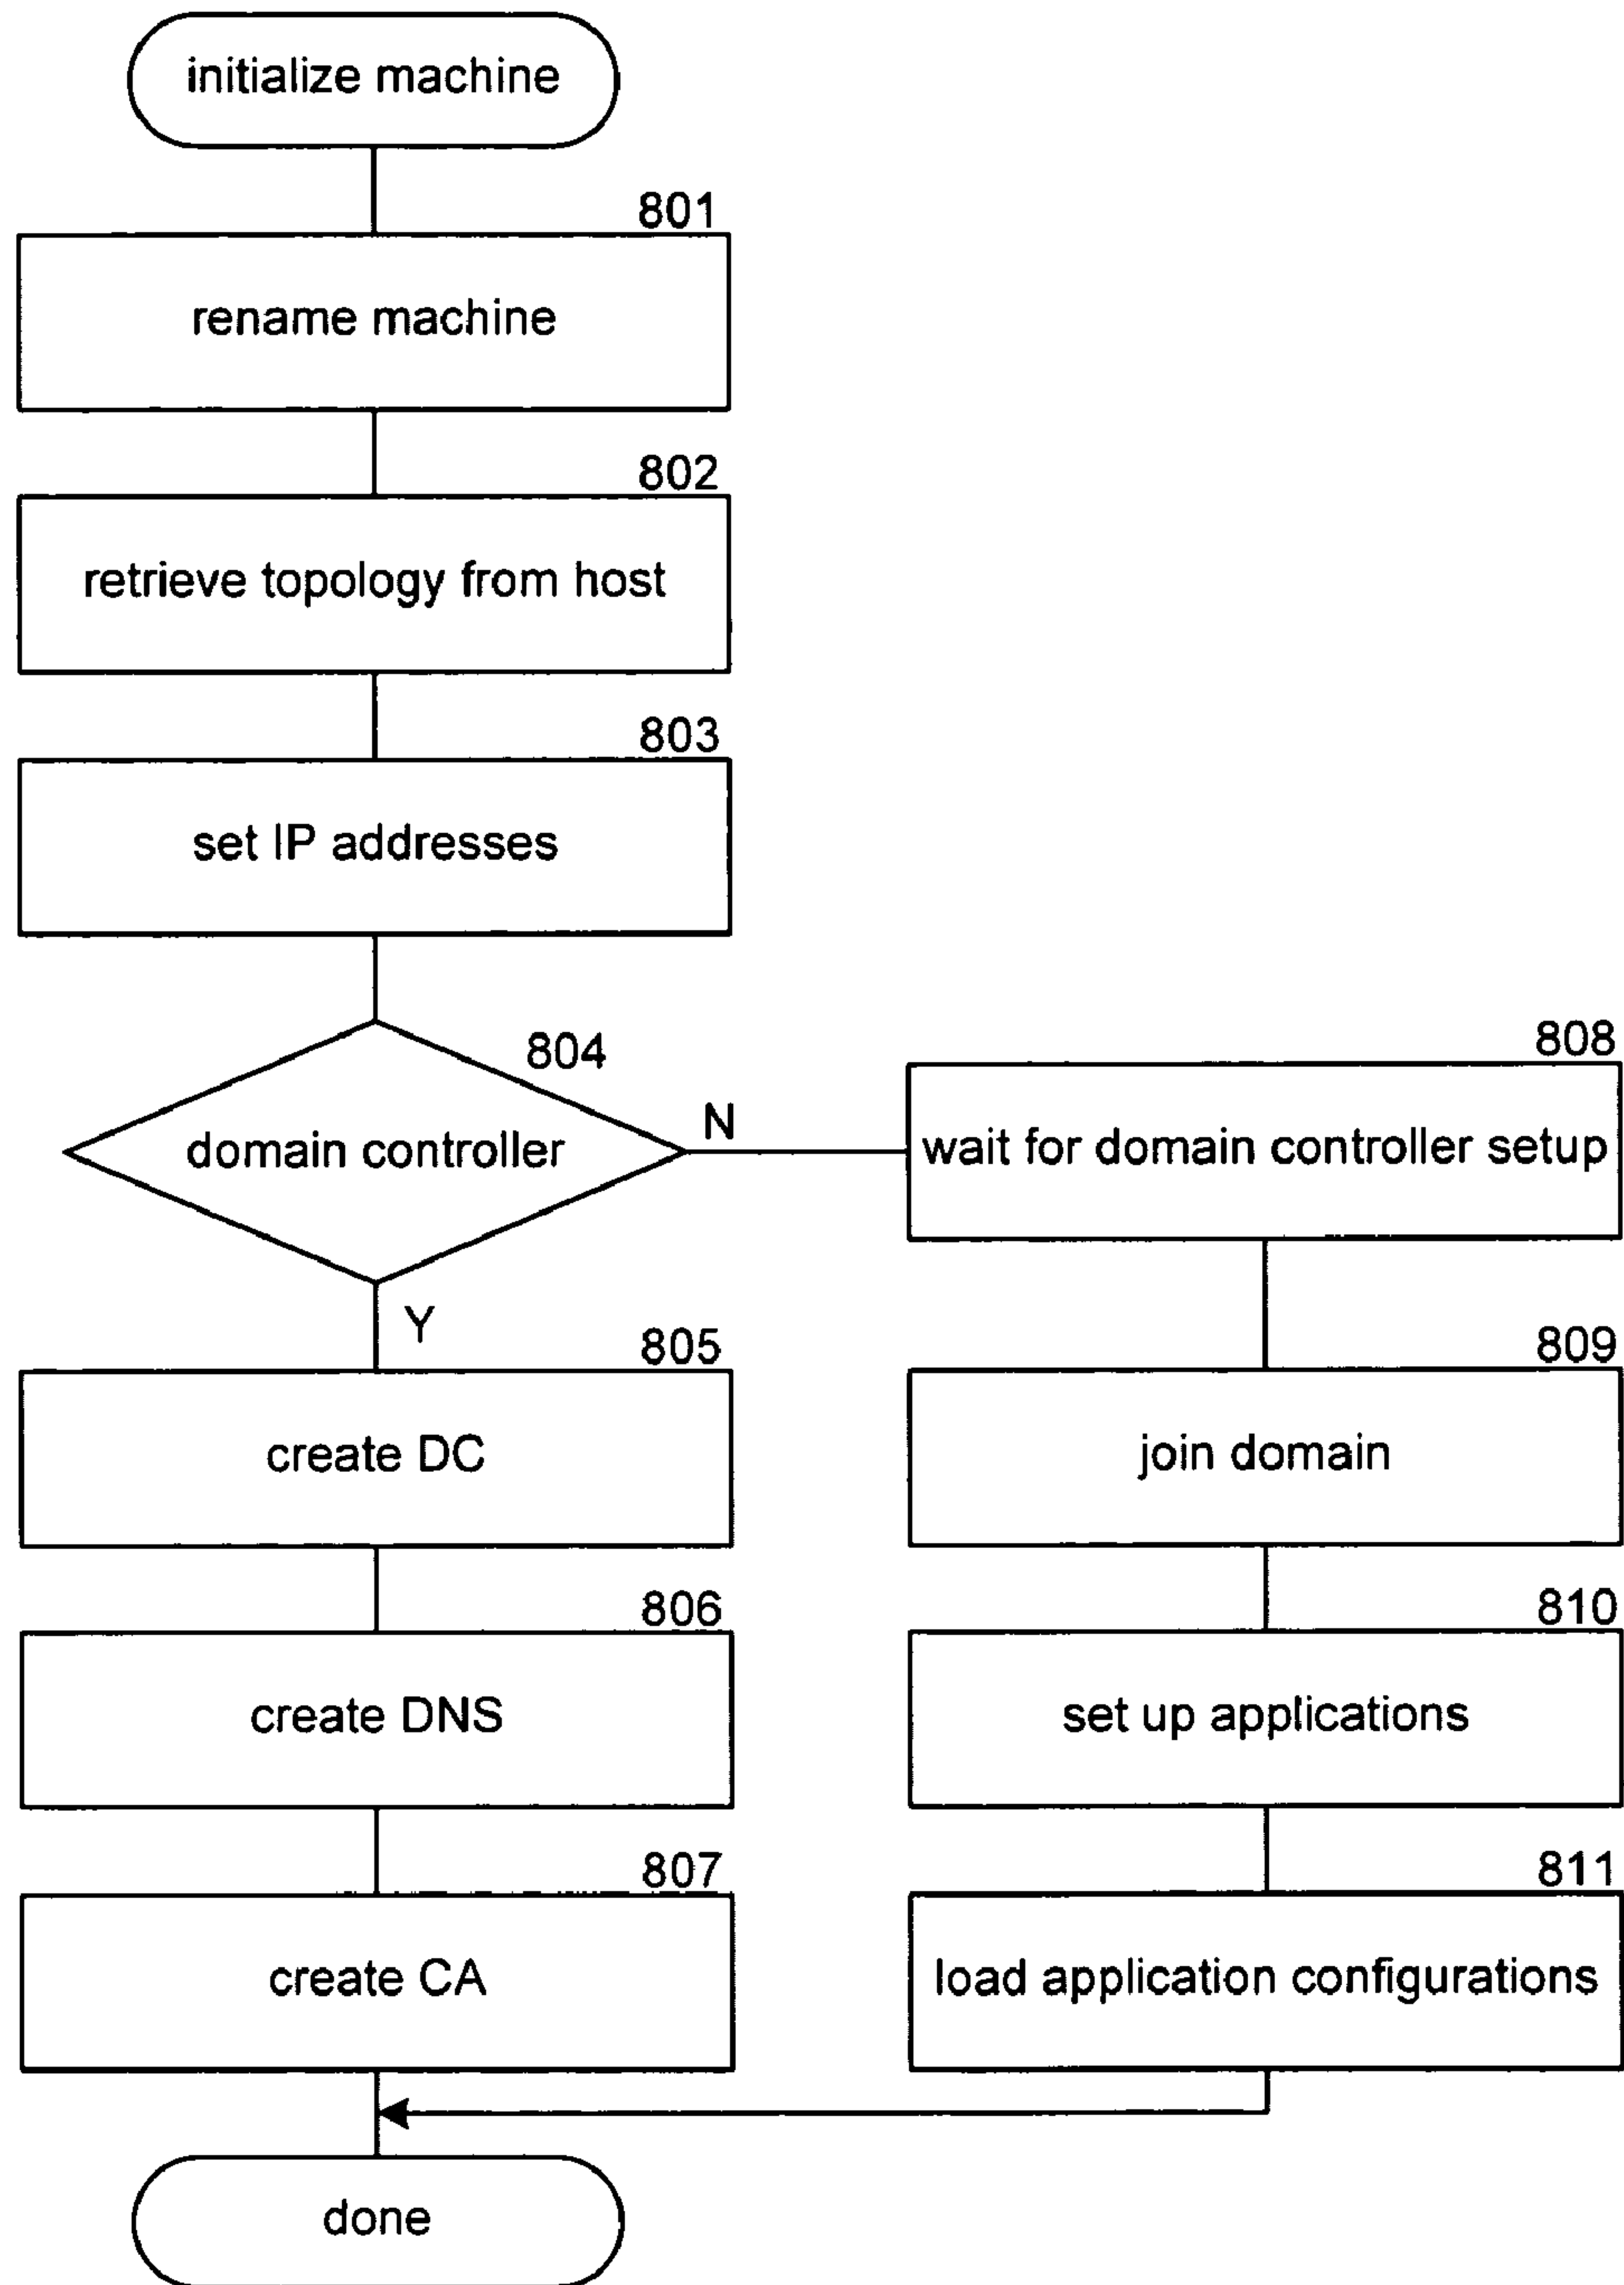 initialize machine
801
rename machine
802
retrieve topology from host
803
set IP addresses
804
domain controller
N
Y
805
create DC
806
create DNS
807
create CA
808
wait for domain controller setup
809
join domain
810
set up applications
811
load application configurations
done